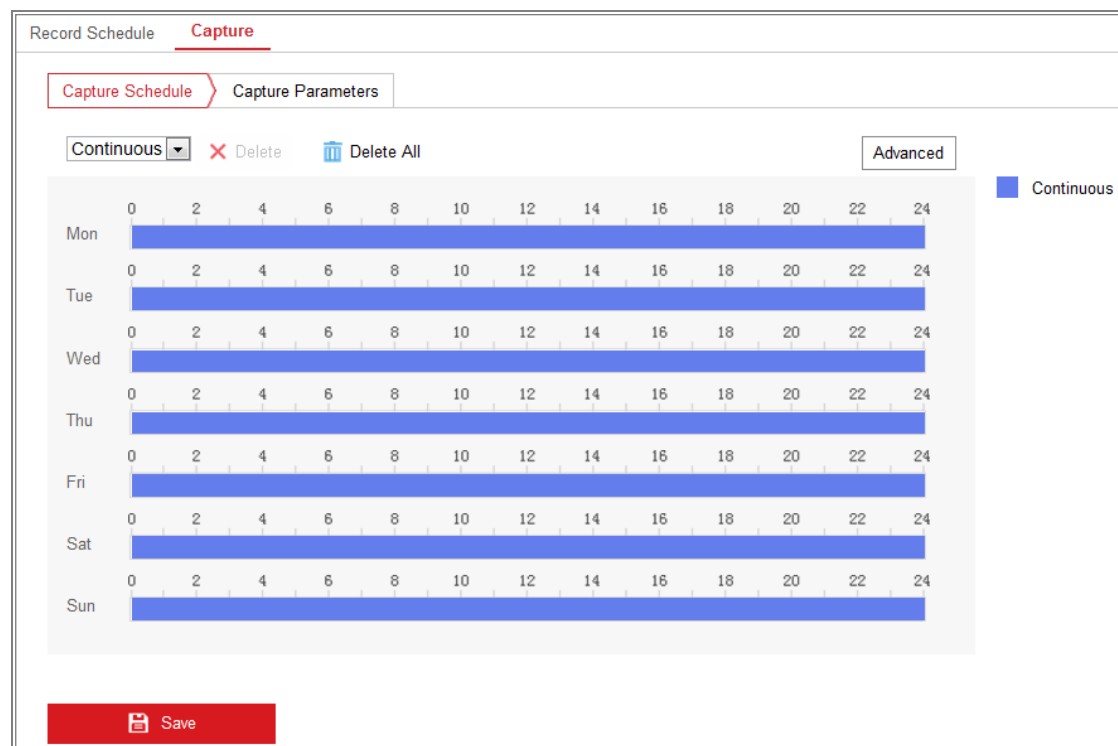 Record Schedule Capture
Capture Schedule Capture Parameters
Continuous Delete Delete All Advanced
Continuous
0 2 4 6 8 10 12 14 16 18 20 22 24
Mon
0 2 4 6 8 10 12 14 16 18 20 22 24
Tue
0 2 4 6 8 10 12 14 16 18 20 22 24
Wed
0 2 4 6 8 10 12 14 16 18 20 22 24
Thu
0 2 4 6 8 10 12 14 16 18 20 22 24
Fri
0 2 4 6 8 10 12 14 16 18 20 22 24
Sat
0 2 4 6 8 10 12 14 16 18 20 22 24
Sun
Save